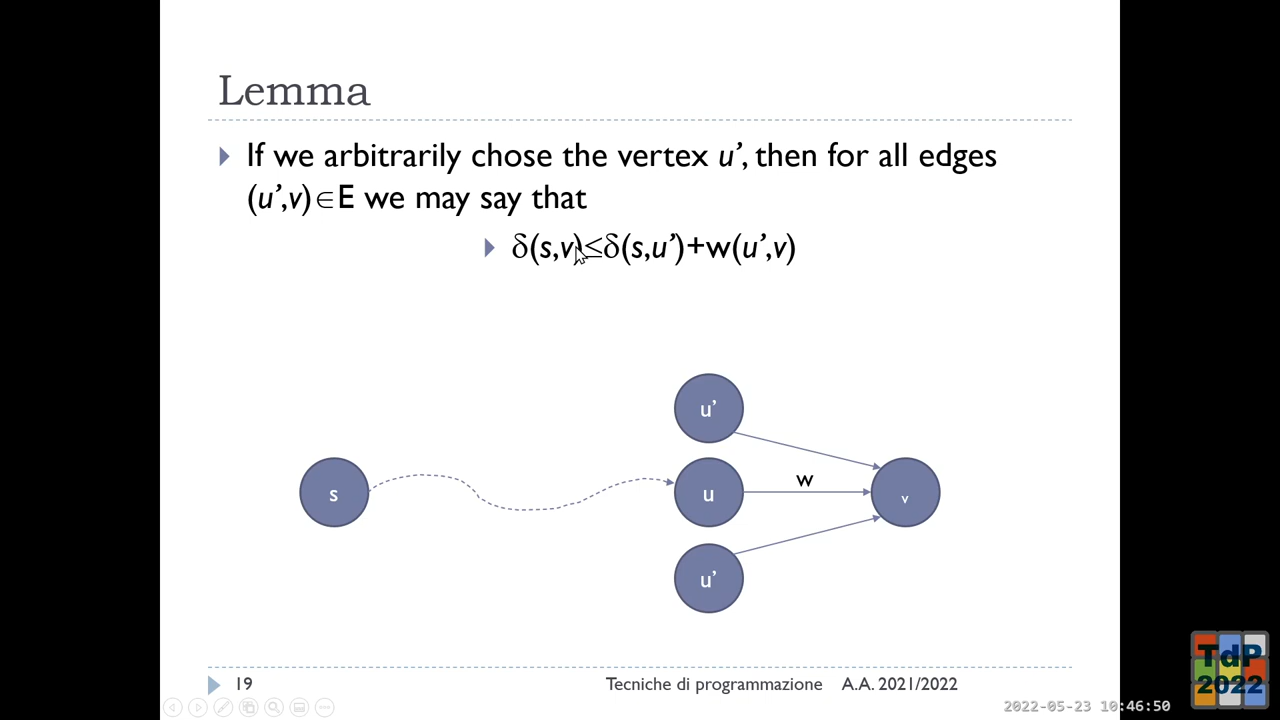 Lemma
If we arbitrarily chose the vertex u’, then for all edges
(u’,v)∈E we may say that
δ(s,v)≤δ(s,u’)+w(u’,v)
u’
s
u
w
v
u’
19
Tecniche di programmazione A.A. 2021/2022
TdP
2022
2022-05-23 10:46:50